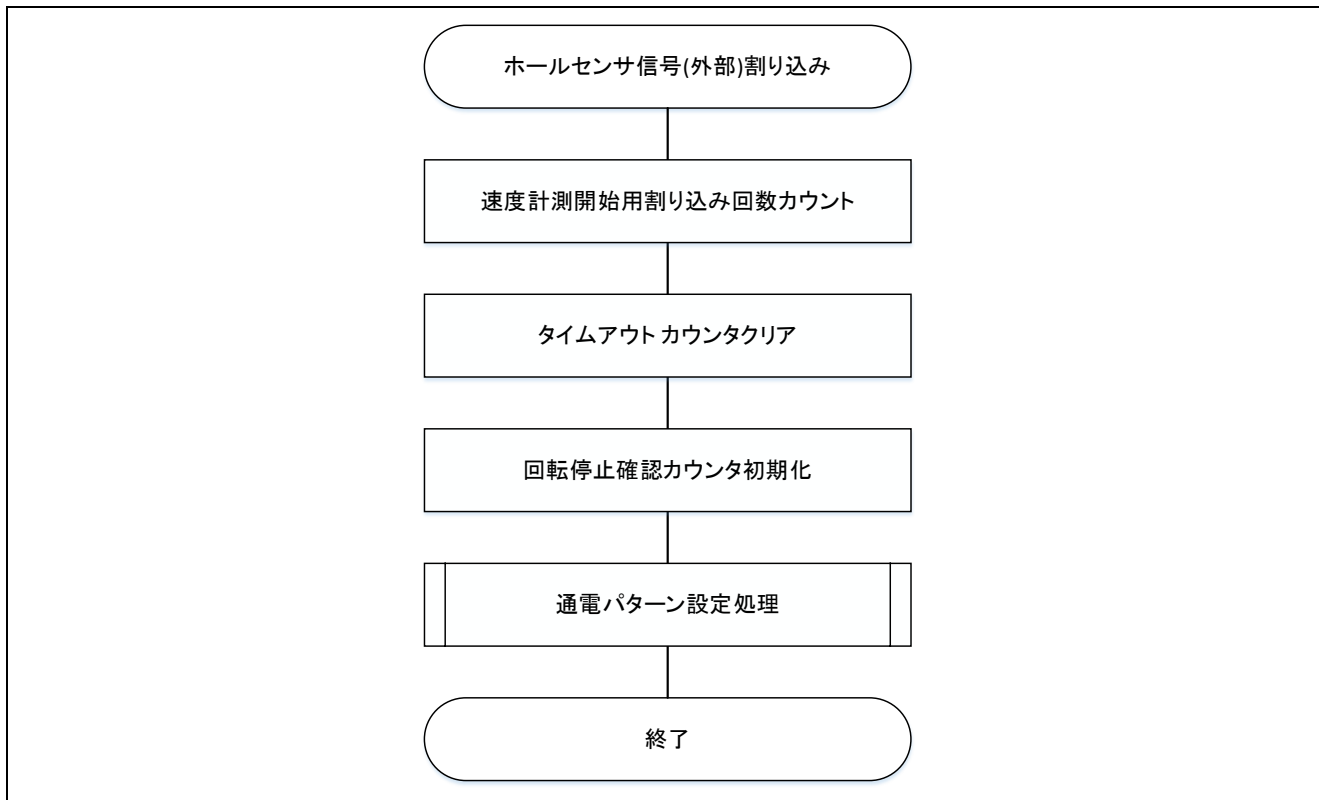 ホールセンサ信号(外部)割り込み
速度計測開始用割り込み回数カウント
タイムアウト カウンタクリア
回転停止確認カウンタ初期化
通電パターン設定処理
終了